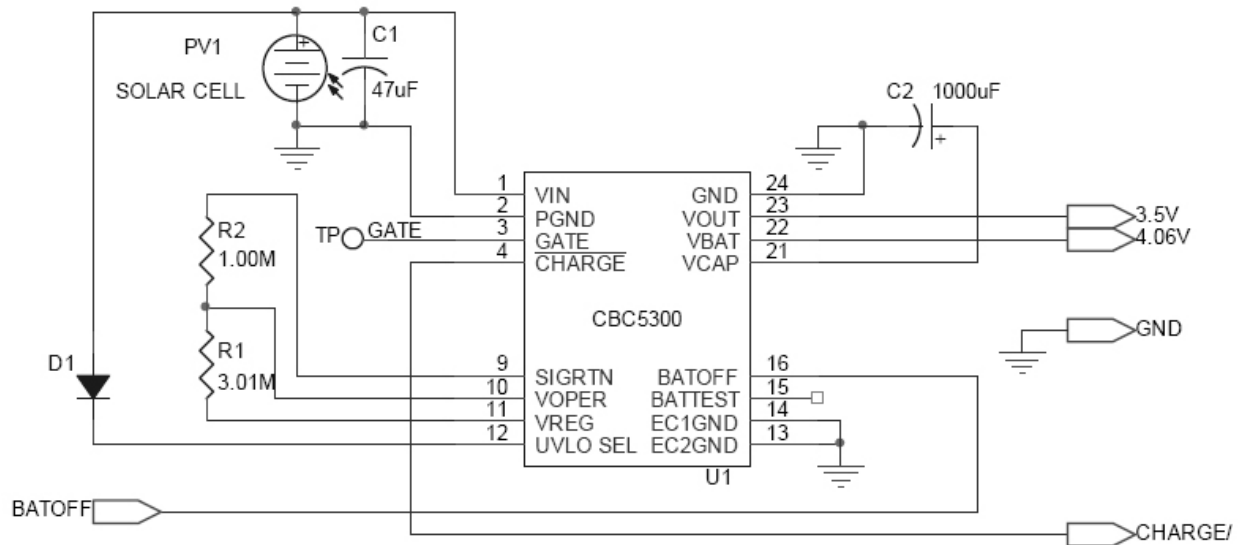 C1
PV1
+
SOLAR CELL
47uF
C2 1000uF
+
1 VIN GND 24
2 PGND VOUT 23 3.5V
TP GATE 3 GATE VBAT 22 4.06V
4 CHARGE VCAP 21
R2
1.00M
CBC5300
GND
D1
R1
3.01M
9 SIGRTN BATOFF 16
10 VOPER BATTEST 15
11 VREG EC1GND 14
12 UVLO SEL EC2GND 13
U1
BATOFF
CHARGE/